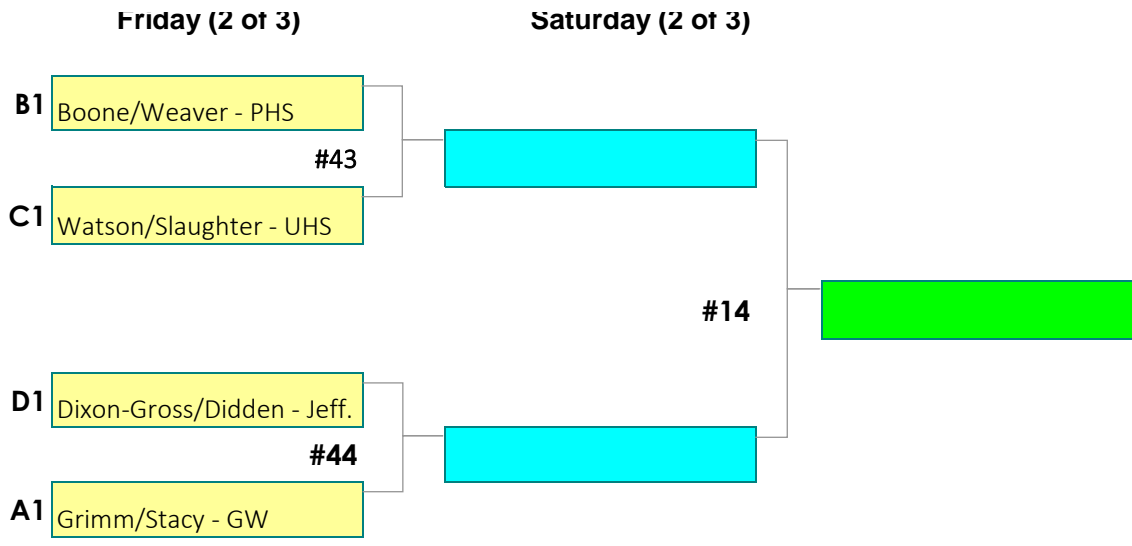 Friday (2 of 3)
Saturday (2 of 3)
B1 Boone/Weaver - PHS
#43
C1 Watson/Slaughter - UHS
#14
D1 Dixon-Gross/Didden - Jeff.
#44
A1 Grimm/Stacy - GW